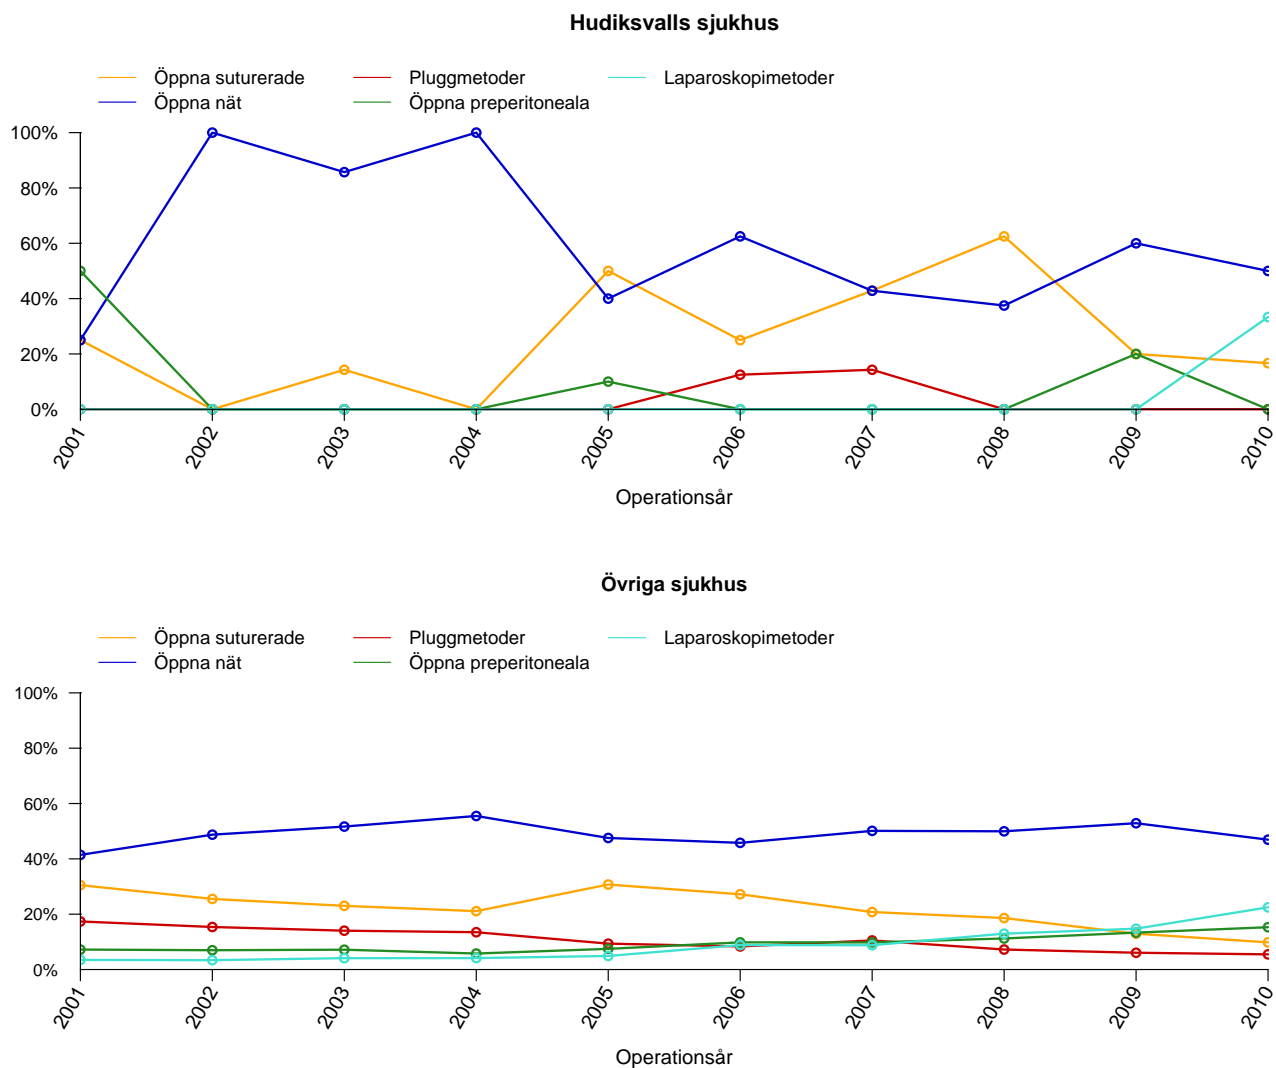 Hudiksvalls sjukhus
Öppna suturerade Pluggmetoder Laparoskopimetoder
Öppna nät Öppna preperitoneala
100%
80%
60%
40%
20%
0%
2001 2002 2003 2004 2005 2006 2007 2008 2009 2010
Operationsår
Övriga sjukhus
Öppna suturerade Pluggmetoder Laparoskopimetoder
Öppna nät Öppna preperitoneala
100%
80%
60%
40%
20%
0%
2001 2002 2003 2004 2005 2006 2007 2008 2009 2010
Operationsår